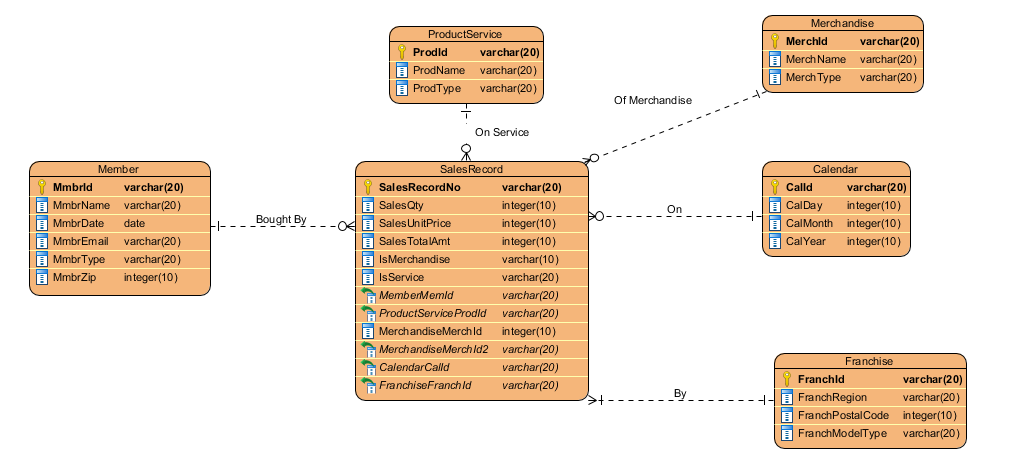 ProductService
ProdId varchar(20)
ProdName varchar(20)
ProdType varchar(20)
Merchandise
MerchId varchar(20)
MerchName varchar(20)
MerchType varchar(20)
Of Merchandise
On Service
Member
MmbrId varchar(20)
MmbrName varchar(20)
MmbrDate date
MmbrEmail varchar(20)
MmbrType varchar(20)
MmbrZip integer(10)
Bought By
SalesRecord
SalesRecordNo varchar(20)
SalesQty integer(10)
SalesUnitPrice integer(10)
SalesTotalAmt integer(10)
IsMerchandise varchar(10)
IsService varchar(20)
MemberMemId varchar(20)
ProductServiceProdId varchar(20)
MerchandiseMerchId integer(10)
MerchandiseMerchId2 varchar(20)
CalendarCalId varchar(20)
FranchiseFranchId varchar(20)
On
Calendar
CalId varchar(20)
CalDay integer(10)
CalMonth integer(10)
CalYear integer(10)
By
Franchise
FranchId varchar(20)
FranchRegion varchar(20)
FranchPostalCode integer(10)
FranchModelType varchar(20)